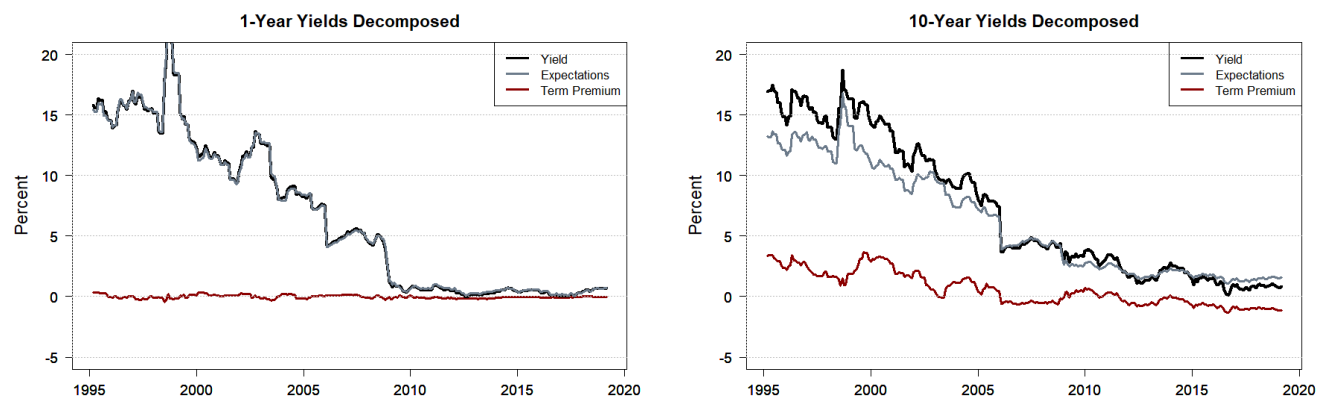 1-Year Yields Decomposed
Percent
20
15
10
5
0
-5
1995
2000
2005
2010
2015
2020
Yield
Expectations
Term Premium
10-Year Yields Decomposed
Percent
20
15
10
5
0
-5
1995
2000
2005
2010
2015
2020
Yield
Expectations
Term Premium